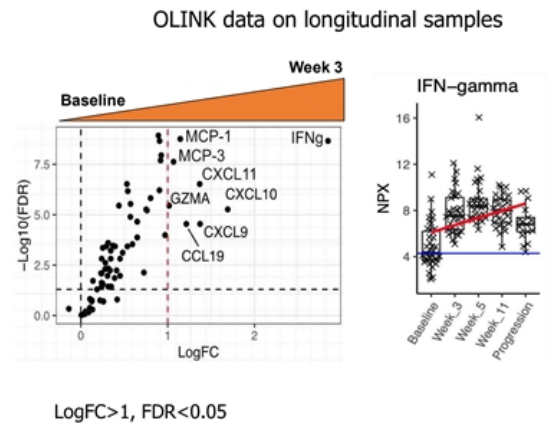 OLINK data on longitudinal samples
Week 3
Baseline
IFN-gamma
MCP-1
IFNg
MCP-3
CXCL11
GZMA
CXCL10
CXCL9
CCL19
-Log10(FDR)
7.5
5.0
2.5
0.0
0
1
2
LogFC
NPX
16
12
8
4
Baseline
Week_3
Week_5
Week_11
Progression
LogFC>1, FDR<0.05